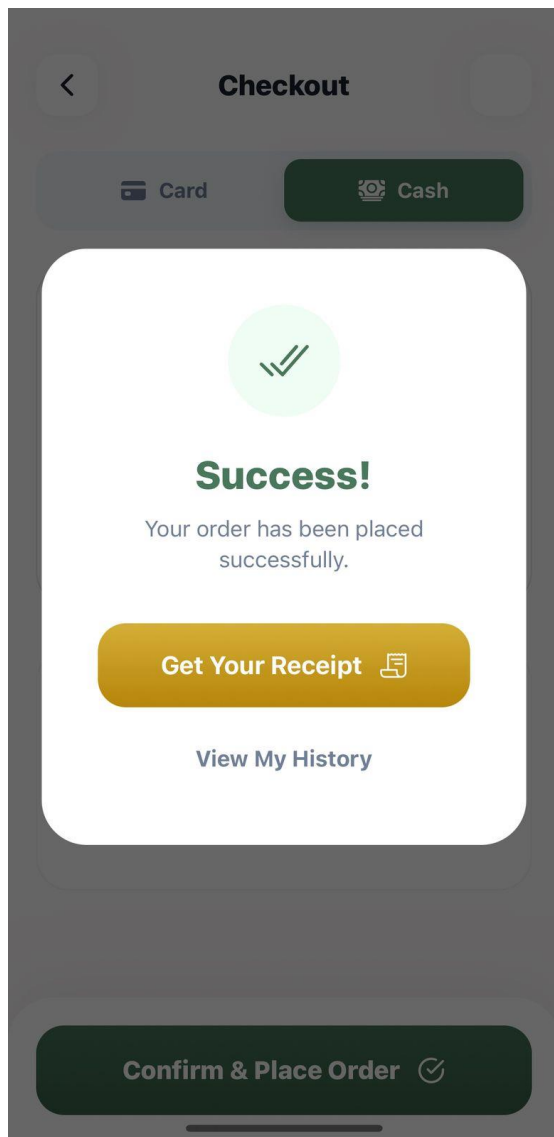 Checkout
Card
Cash
Success!
Your order has been placed
successfully.
Get Your Receipt
View My History
Confirm & Place Order